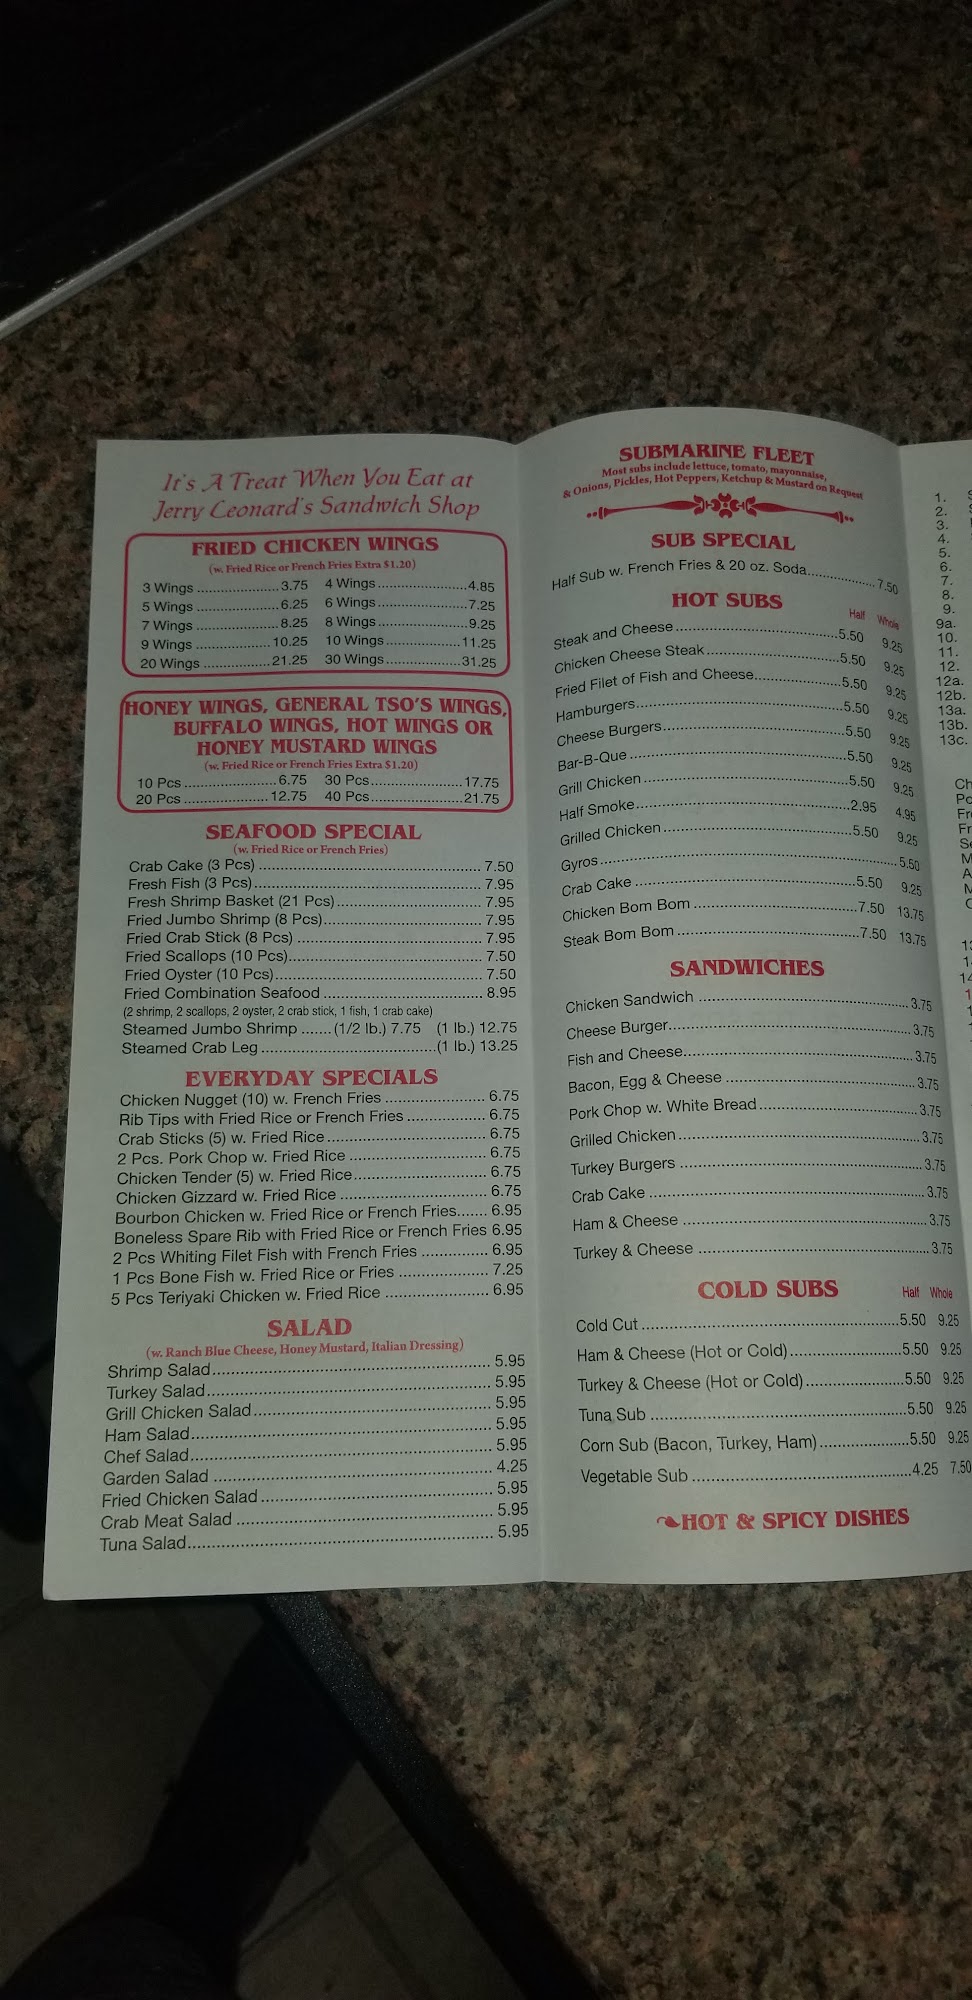 It's A Treat When You Eat at
Jerry Leonard's Sandwich Shop
FRIED CHICKEN WINGS
(w. Fried Rice or French Fries Extra $1.20)
3 Wings ..................... 3.75 4 Wings ..................... 4.85
5 Wings ..................... 6.25 6 Wings ..................... 7.25
7 Wings ..................... 8.25 8 Wings ..................... 9.25
9 Wings ................... 10.25 10 Wings ................... 11.25
20 Wings ................. 21.25 30 Wings ................... 31.25
HONEY WINGS, GENERAL TSO'S WINGS,
BUFFALO WINGS, HOT WINGS OR
HONEY MUSTARD WINGS
(w. Fried Rice or French Fries Extra $1.20)
10 Pcs ....................... 6.75 30 Pcs ....................... 17.75
20 Pcs ..................... 12.75 40 Pcs ....................... 21.75
SEAFOOD SPECIAL
(w. Fried Rice or French Fries)
Crab Cake (3 Pcs) ..................... 7.50
Fresh Fish (3 Pcs) ..................... 7.95
Fresh Shrimp Basket (21 Pcs) ..................... 7.95
Fried Jumbo Shrimp (8 Pcs) ..................... 7.95
Fried Crab Stick (8 Pcs) ..................... 7.95
Fried Scallops (10 Pcs) ..................... 7.50
Fried Oyster (10 Pcs) ..................... 7.50
Fried Combination Seafood ..................... 8.95
(2 shrimp, 2 scallops, 2 oyster, 2 crab stick, 1 fish, 1 crab cake)
Steamed Jumbo Shrimp ....... (1/2 lb.) 7.75 (1 lb.) 12.75
Steamed Crab Leg ..................... (1 lb.) 13.25
EVERYDAY SPECIALS
Chicken Nugget (10) w. French Fries ..................... 6.75
Rib Tips with Fried Rice or French Fries ..................... 6.75
Crab Sticks (5) w. Fried Rice ..................... 6.75
2 Pcs. Pork Chop w. Fried Rice ..................... 6.75
Chicken Tender (5) w. Fried Rice ..................... 6.75
Chicken Gizzard w. Fried Rice ..................... 6.75
Bourbon Chicken w. Fried Rice or French Fries....... 6.95
Boneless Spare Rib with Fried Rice or French Fries 6.95
2 Pcs Whiting Filet Fish with French Fries ................ 6.95
1 Pcs Bone Fish w. Fried Rice or Fries ..................... 7.25
5 Pcs Teriyaki Chicken w. Fried Rice ..................... 6.95
SALAD
(w. Ranch Blue Cheese, Honey Mustard, Italian Dressing)
Shrimp Salad ..................... 5.95
Turkey Salad ..................... 5.95
Grill Chicken Salad ..................... 5.95
Ham Salad ..................... 5.95
Chef Salad ..................... 5.95
Garden Salad ..................... 4.25
Fried Chicken Salad ..................... 5.95
Crab Meat Salad ..................... 5.95
Tuna Salad ..................... 5.95
SUBMARINE FLEET
Most subs include lettuce, tomato, mayonnaise,
& Onions, Pickles, Hot Peppers, Ketchup & Mustard on Request
SUB SPECIAL
Half Sub w. French Fries & 20 oz. Soda ................. 7.50
HOT SUBS
Half Whole
Steak and Cheese ..................... 5.50 9.25
Chicken Cheese Steak ..................... 5.50 9.25
Fried Filet of Fish and Cheese ..................... 5.50 9.25
Hamburgers ..................... 5.50 9.25
Cheese Burgers ..................... 5.50 9.25
Bar-B-Que ..................... 5.50 9.25
Grill Chicken ..................... 5.50 9.25
Half Smoke ..................... 2.95 4.95
Grilled Chicken ..................... 5.50 9.25
Gyros ..................... 5.50
Crab Cake ..................... 5.50 9.25
Chicken Bom Bom ..................... 7.50 13.75
Steak Bom Bom ..................... 7.50 13.75
SANDWICHES
Chicken Sandwich ..................... 3.75
Cheese Burger ..................... 3.75
Fish and Cheese ..................... 3.75
Bacon, Egg & Cheese ..................... 3.75
Pork Chop w. White Bread ..................... 3.75
Grilled Chicken ..................... 3.75
Turkey Burgers ..................... 3.75
Crab Cake ..................... 3.75
Ham & Cheese ..................... 3.75
Turkey & Cheese ..................... 3.75
COLD SUBS
Half Whole
Cold Cut ..................... 5.50 9.25
Ham & Cheese (Hot or Cold) ..................... 5.50 9.25
Turkey & Cheese (Hot or Cold) ..................... 5.50 9.25
Tuna Sub ..................... 5.50 9.25
Corn Sub (Bacon, Turkey, Ham) ..................... 5.50 9.25
Vegetable Sub ..................... 4.25 7.50
HOT & SPICY DISHES
1.
2.
3.
4.
5.
6.
7.
8.
9.
9a.
10.
11.
12.
12a.
12b.
13a.
13b.
13c.